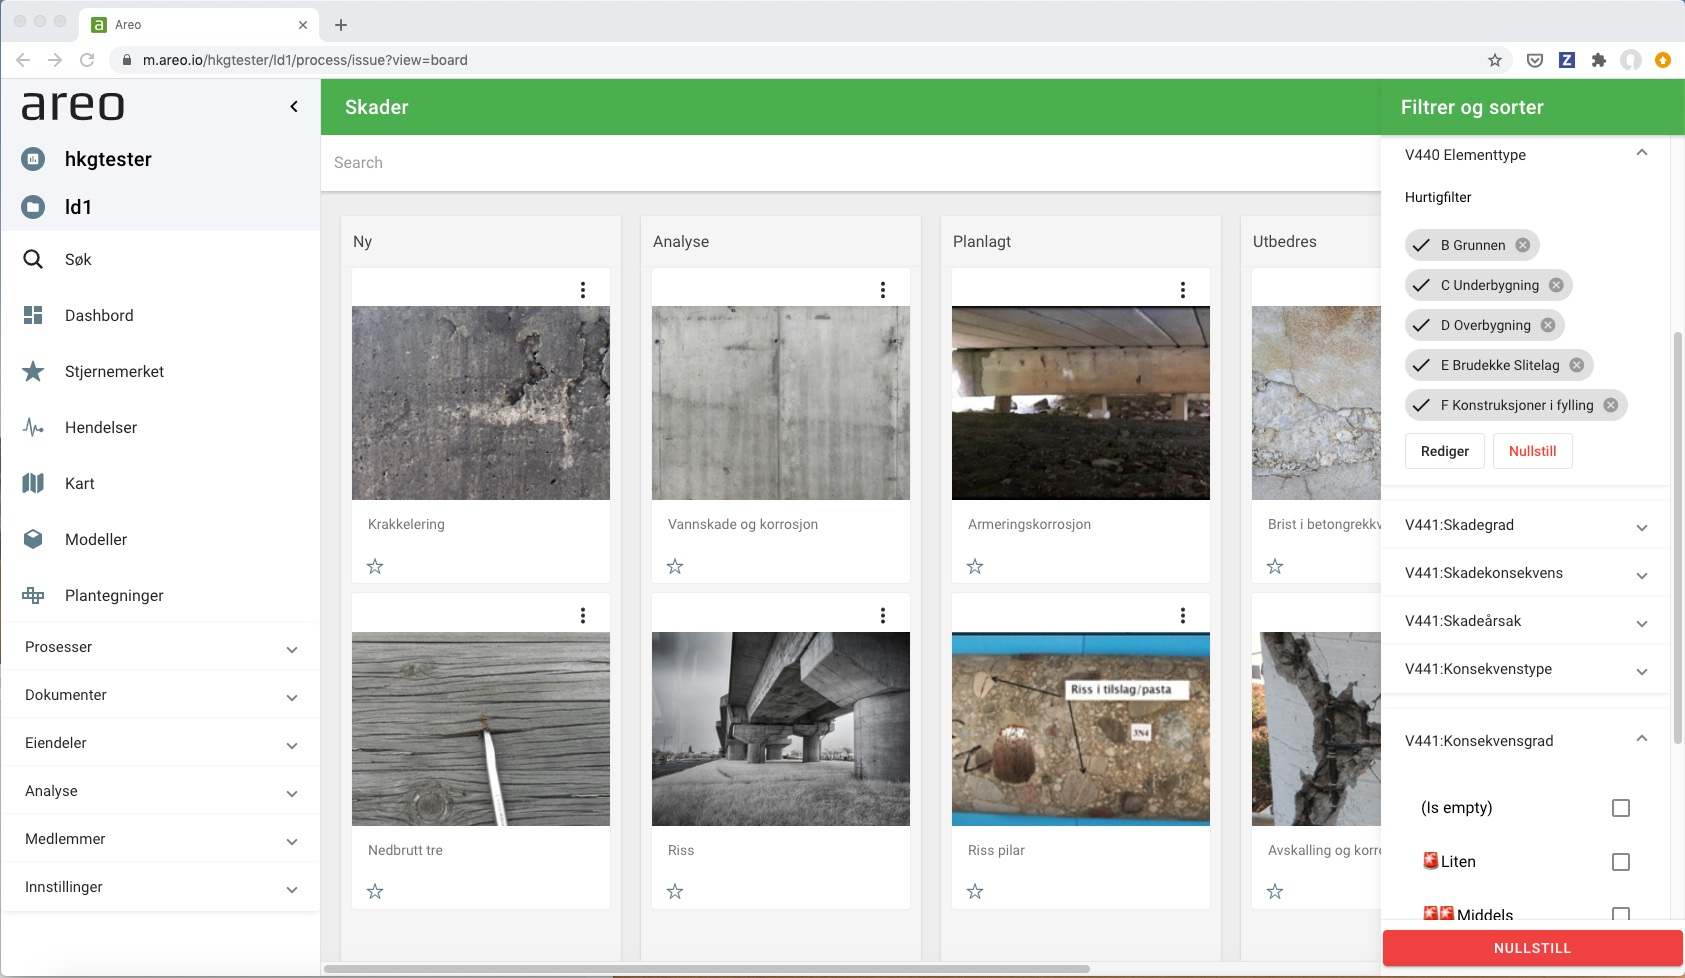 Areo
m.areo.io/hkgtester/ld1/process/issue?view=board
areo
hkgtester
ld1
Søk
Dashbord
Stjernemerket
Hendelser
Kart
Modeller
Plantegninger
Prosesser
Dokumenter
Eiendeler
Analyse
Medlemmer
Innstillinger
Skader
Search
Ny
Krakkelering
Nedbrutt tre
Analyse
Vannskade og korrosjon
Riss
Planlagt
Armeringskorrosjon
Riss i tilslag/pasta
3N4
Riss pilar
Utbedres
Brist i betongrekkv
Avskalling og korro
Filtrer og sorter
V440 Elementtype
Hurtigfilter
B Grunnen
C Underbygning
D Overbygning
E Brudekke Slitelag
F Konstruksjoner i fylling
Rediger Nullstill
V441:Skadegrad
V441:Skadekonsekvens
V441:Skadeårsak
V441:Konsekvenstype
V441:Konsekvensgrad
(Is empty)
🚨Liten
🚨🚨Middels
NULLSTILL